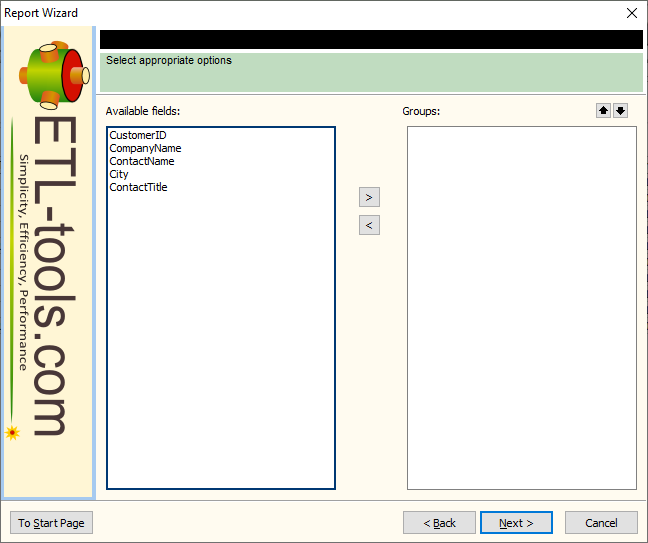 Report Wizard
Select appropriate options
ETL-tools.com
Simplicity, Efficiency, Performance
Available fields:
Groups:
CustomerID
CompanyName
ContactName
City
ContactTitle
>
<
To Start Page
< Back
Next >
Cancel